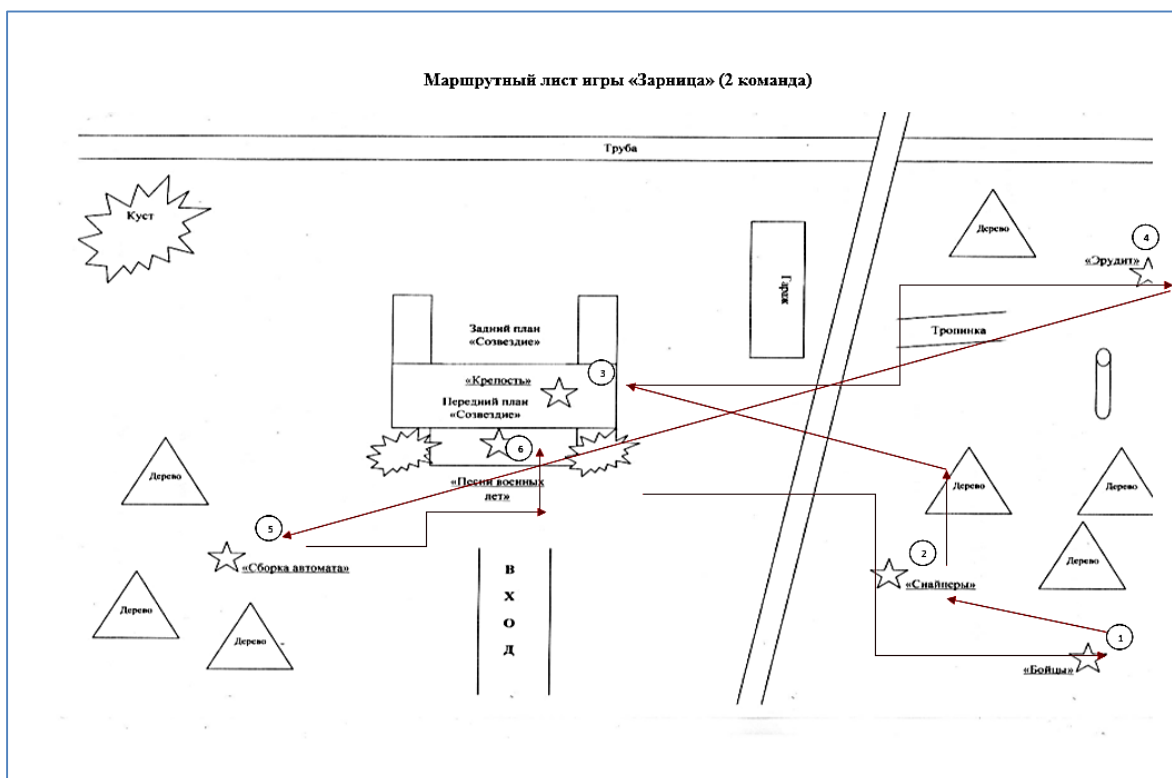 Маршрутный лист игры «Зарница» (2 команда)
Труба
Куст
Дерево
4
«Эрудит»
Гараж
Тропинка
Задний план
«Созвездие»
3
«Крепость»
Передний план
«Созвездие»
6
«Песни военных
лет»
Дерево
Дерево
Дерево
5
«Сборка автомата»
2
«Снайперы»
Дерево
Дерево
Дерево
В
Х
О
Д
1
«Бойцы»